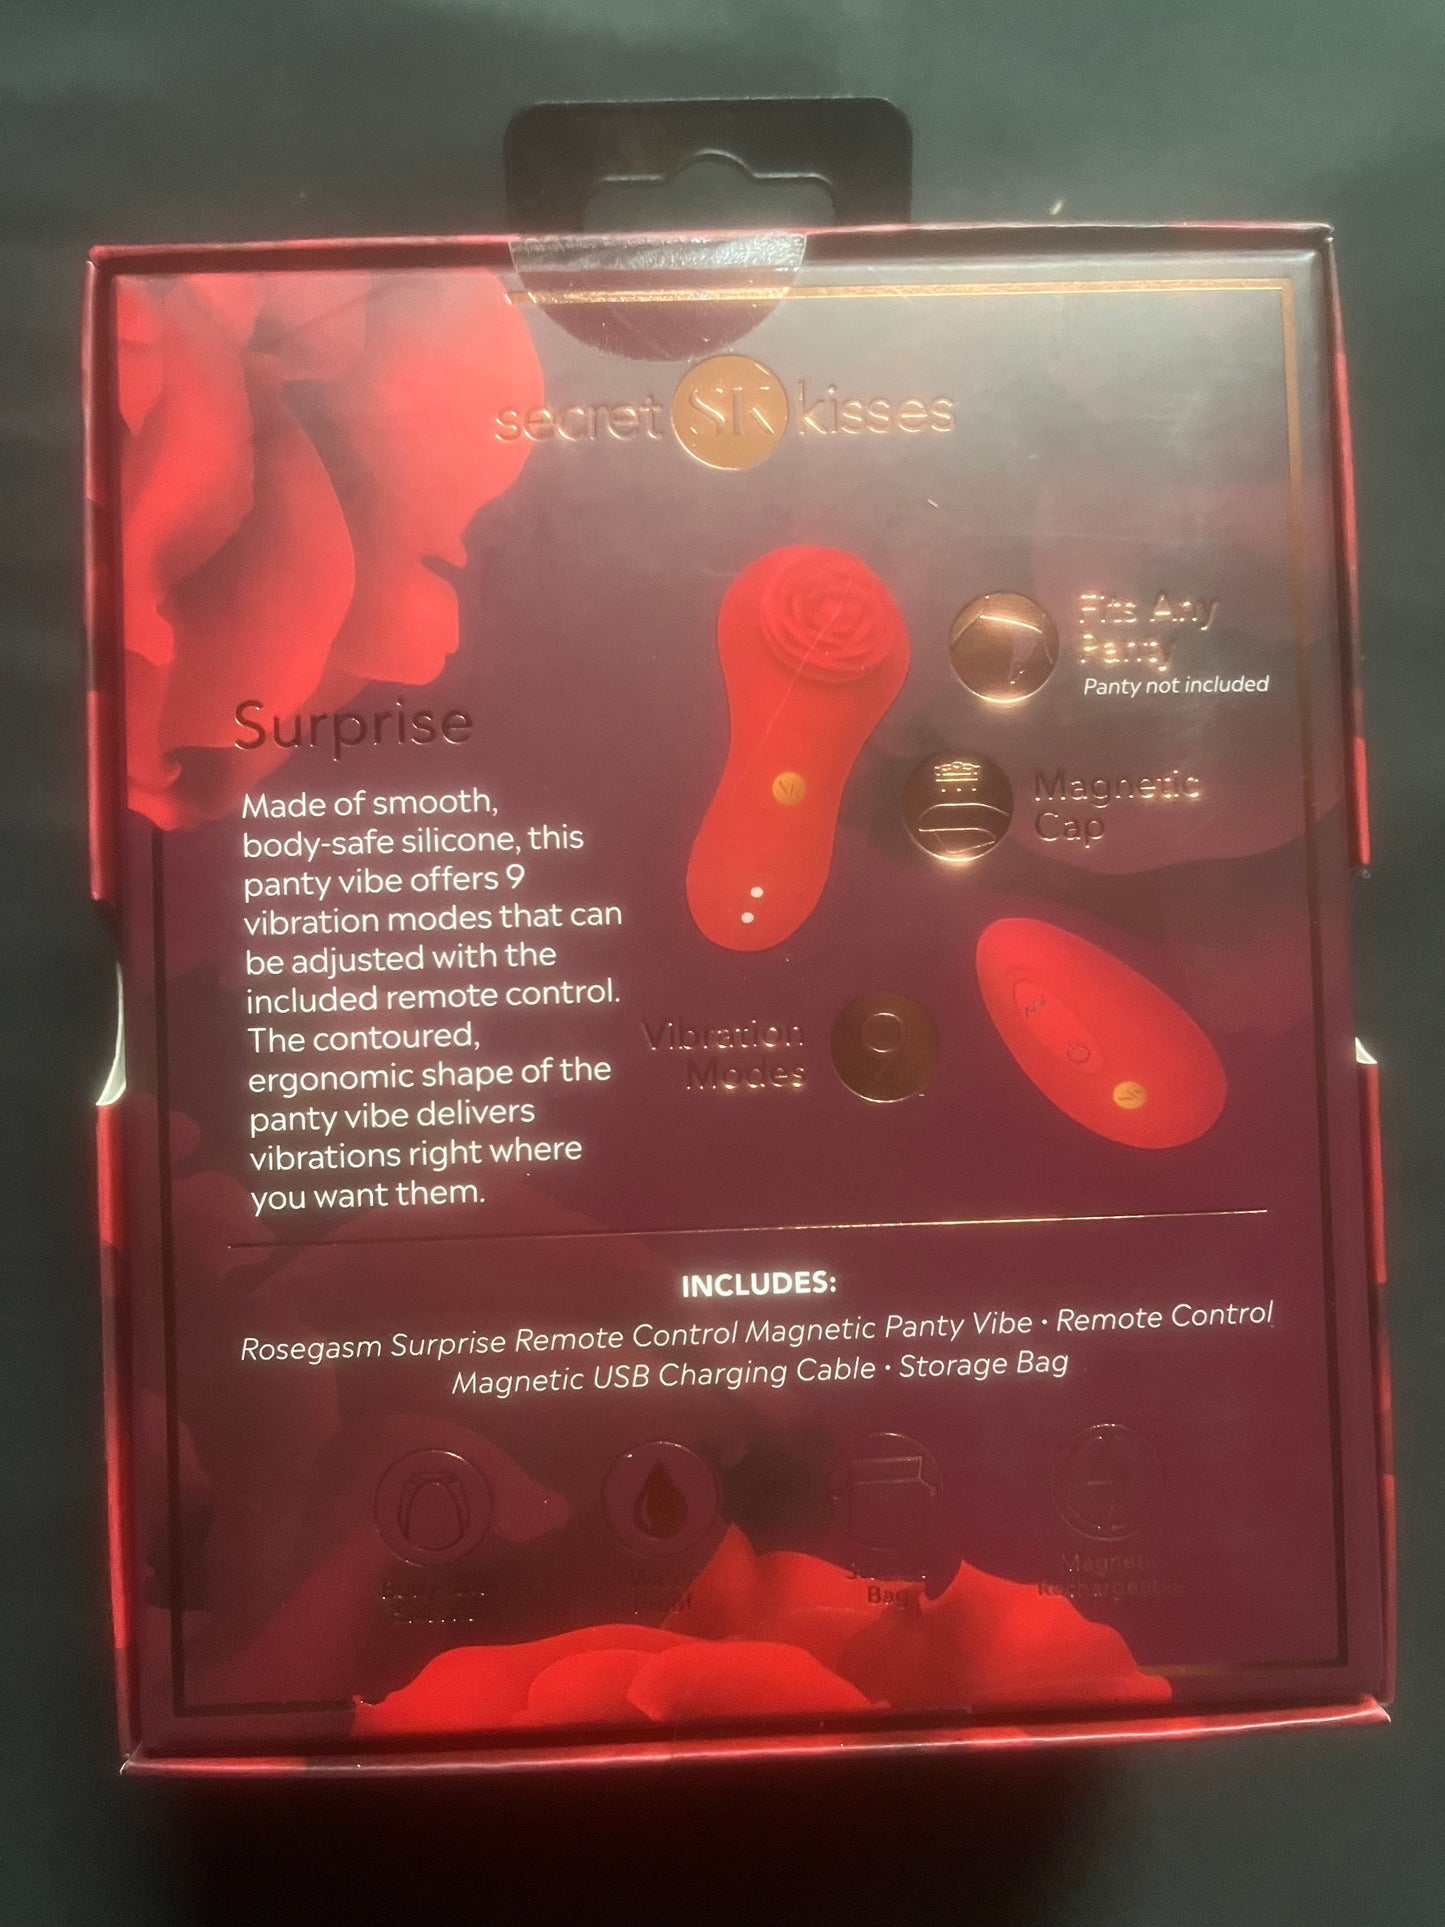 secret SK kisses
Fits Any
Panty
Panty not included
Surprise
Magnetic
Cap
Made of smooth,
body-safe silicone, this
panty vibe offers 9
vibration modes that can
be adjusted with the
included remote control.
The contoured,
ergonomic shape of the
panty vibe delivers
vibrations right where
you want them.
SK
Vibration
Modes
9
SK
INCLUDES:
Rosegasm Surprise Remote Control Magnetic Panty Vibe • Remote Control
Magnetic USB Charging Cable • Storage Bag
Bag
Magnetic